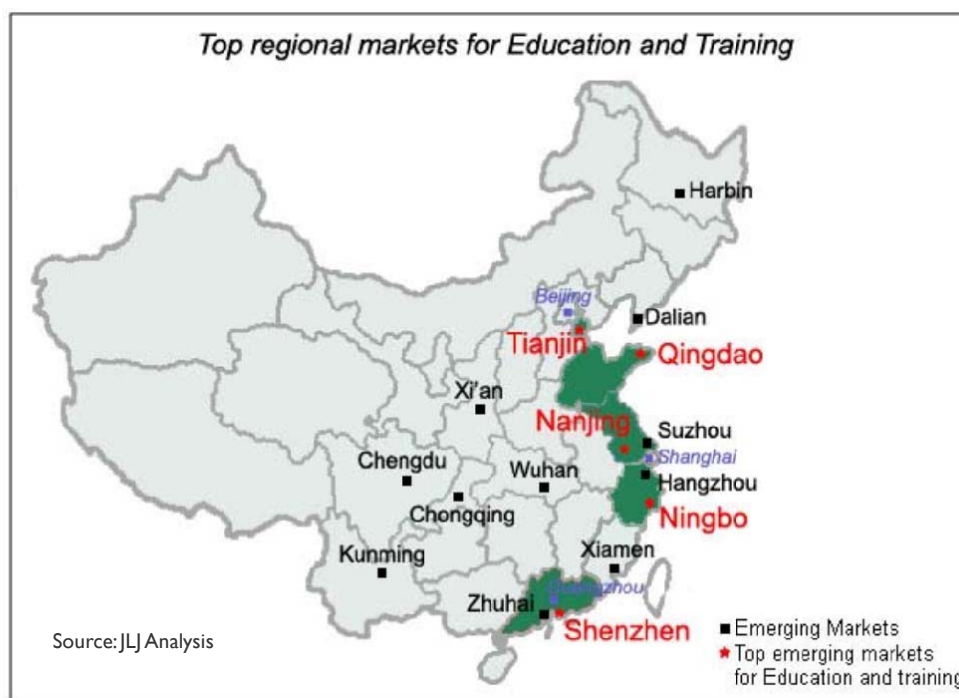 Top regional markets for Education and Training
Harbin
Beijing
Dalian
Tianjin
Qingdao
Xi'an
Nanjing
Suzhou
Shanghai
Chengdu
Wuhan
Hangzhou
Chongqing
Ningbo
Kunming
Xiamen
Guangzhou
Zhuhai
Shenzhen
Source: JLJ Analysis
Emerging Markets
Top emerging markets
for Education and training